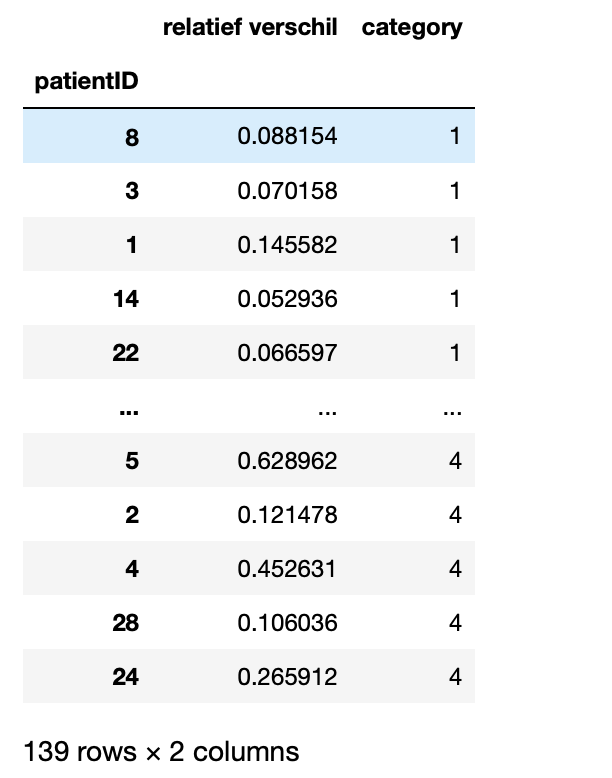 relatief verschil category
patientID
8 0.088154 1
3 0.070158 1
1 0.145582 1
14 0.052936 1
22 0.066597 1
... ... ...
5 0.628962 4
2 0.121478 4
4 0.452631 4
28 0.106036 4
24 0.265912 4
139 rows × 2 columns